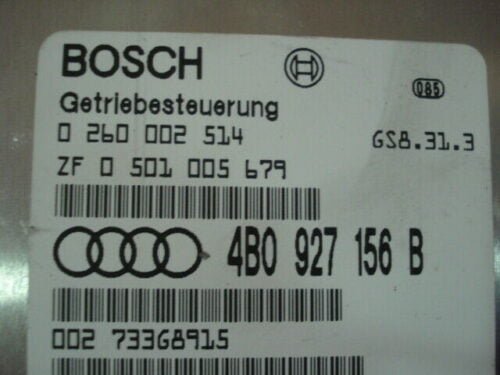 BOSCH
085
Getriebesteuerung
0 260 002 514
GS8.31.3
ZF 0 501 005 679
4B0 927 156 B
002 73368915